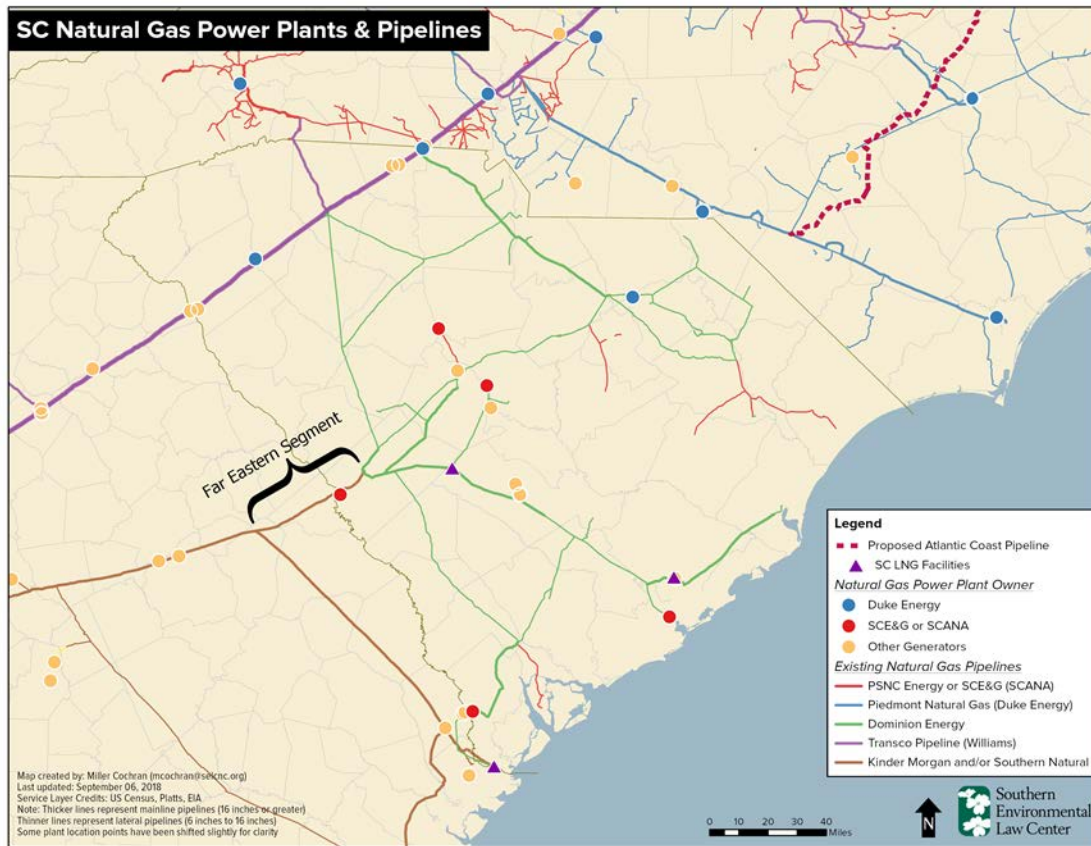 SC Natural Gas Power Plants & Pipelines
Far Eastern Segment
Legend
Proposed Atlantic Coast Pipeline
SC LNG Facilities
Natural Gas Power Plant Owner
Duke Energy
SCE&G or SCANA
Other Generators
Existing Natural Gas Pipelines
PSNC Energy or SCE&G (SCANA)
Piedmont Natural Gas (Duke Energy)
Dominion Energy
Transco Pipeline (Williams)
Kinder Morgan and/or Southern Natural
Map created by: Miller Cochran (mcochran@selcnc.org)
Last updated: September 06, 2018
Service Layer Credits: US Census, Platts, EIA
Note: Thicker lines represent mainline pipelines (16 inches or greater)
Thinner lines represent lateral pipelines (6 inches to 16 inches)
Some plant location points have been shifted slightly for clarity
0 10 20 30 40
Miles
N
Southern
Environmental
Law Center